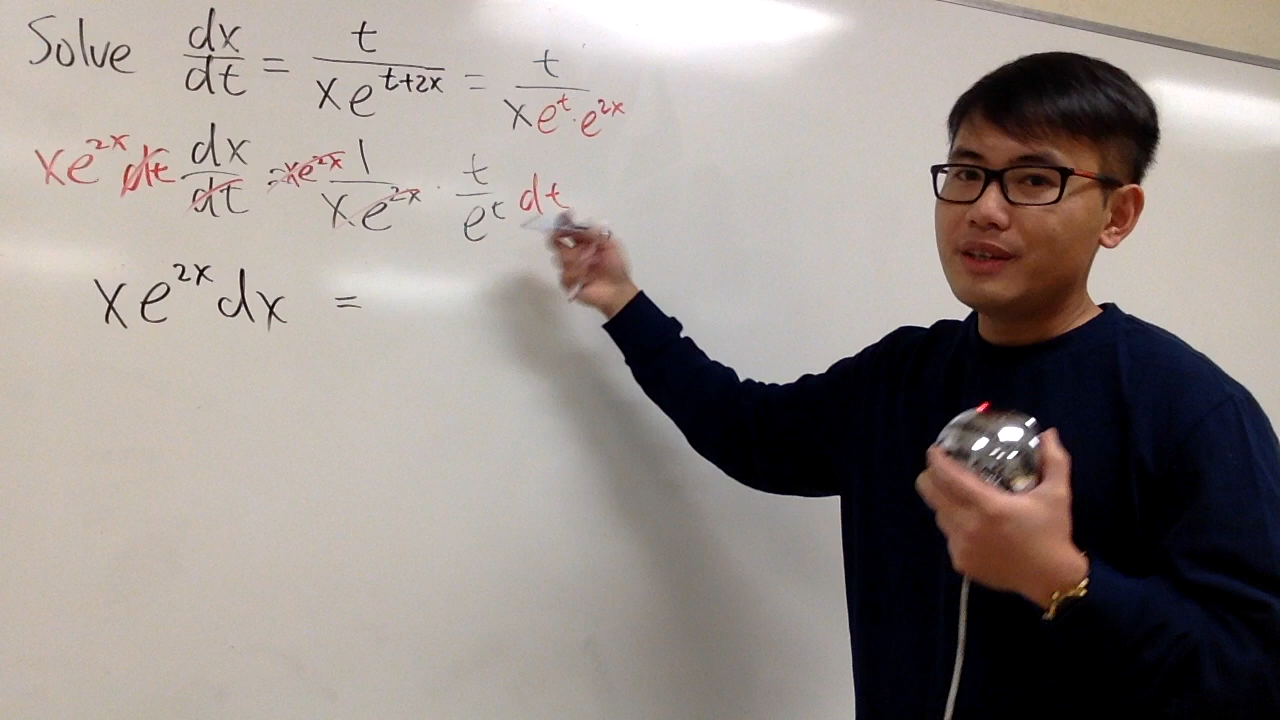 Solve dx/dt = t/(xe^(t+2x)) = t/(xe^t·e^(2x))
xe^(2x) dt dx/dt = xe^(2x) 1/(xe^(2x)) · t/e^t dt
xe^(2x) dx =